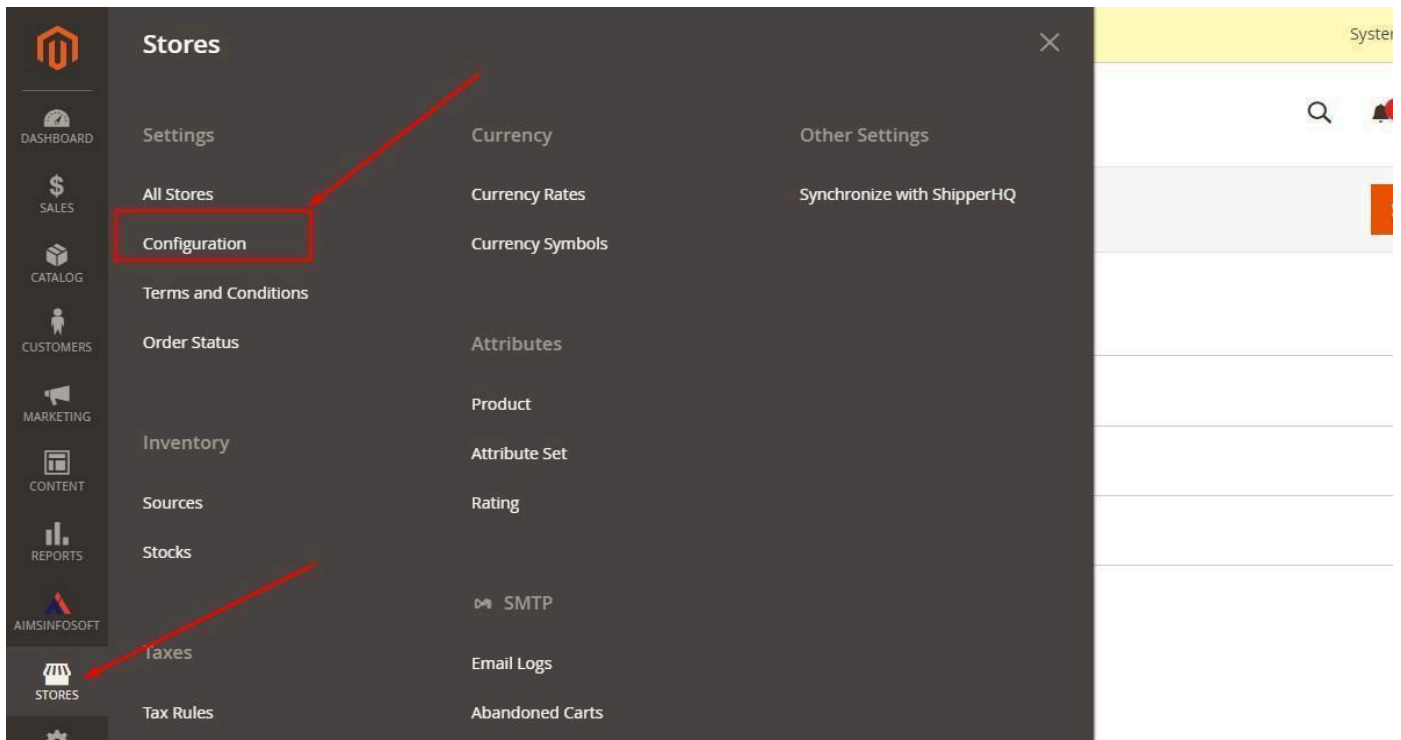 Stores
Syster
DASHBOARD
SALES
CATALOG
CUSTOMERS
MARKETING
CONTENT
REPORTS
AIMSINFOSOFT
STORES
Settings
All Stores
Configuration
Terms and Conditions
Order Status
Inventory
Sources
Stocks
Taxes
Tax Rules
Currency
Currency Rates
Currency Symbols
Attributes
Product
Attribute Set
Rating
SMTP
Email Logs
Abandoned Carts
Other Settings
Synchronize with ShipperHQ